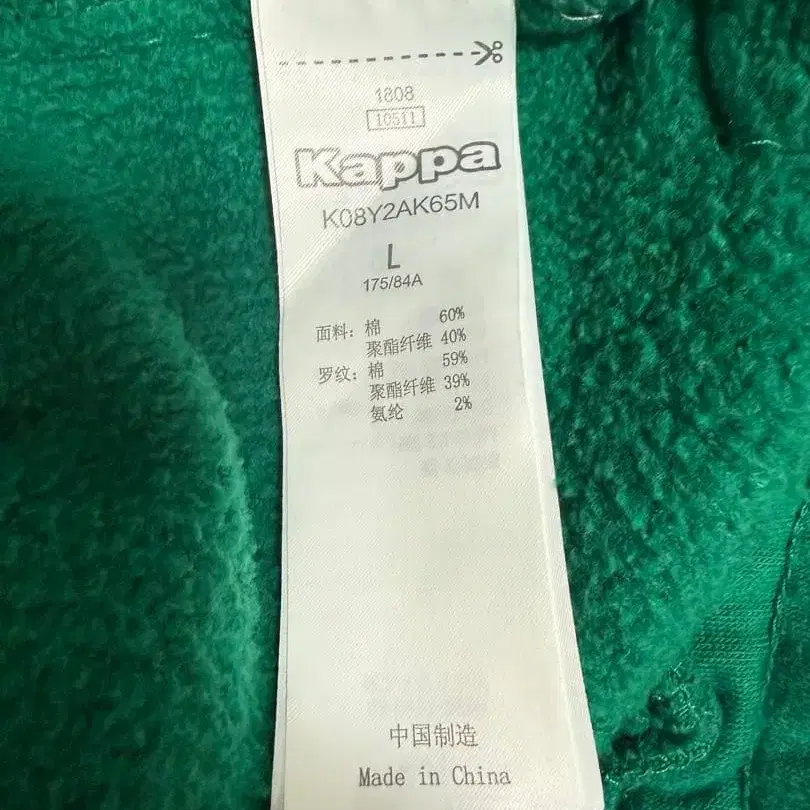 1808
10511
Kappa
K08Y2AK65M
L
175/84A
面料：棉 60%
聚酯纤维 40%
罗纹：棉 59%
聚酯纤维 39%
氨纶 2%
中国制造
Made in China